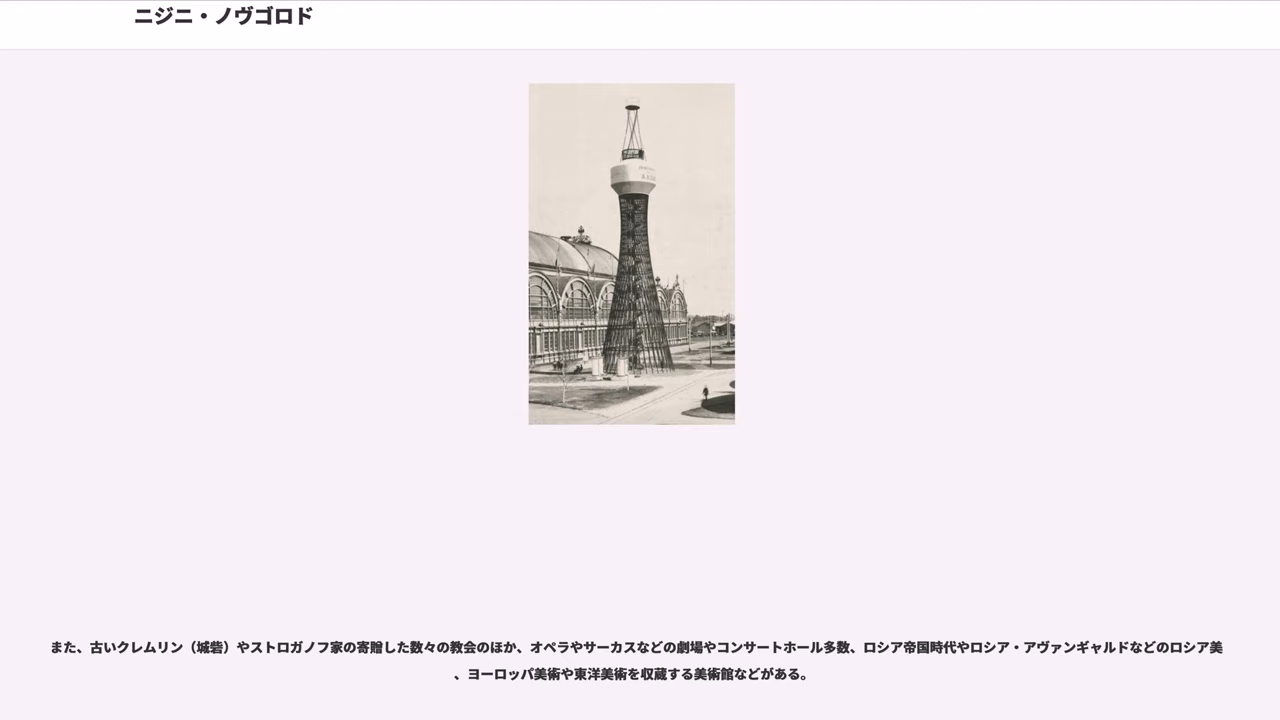 ニジニ・ノヴゴロド
また、古いクレムリン（城砦）やストロガノフ家の寄贈した数々の教会のほか、オペラやサーカスなどの劇場やコンサートホール多数、ロシア帝国時代やロシア・アヴァンギャルドなどのロシア美
、ヨーロッパ美術や東洋美術を収蔵する美術館などがある。